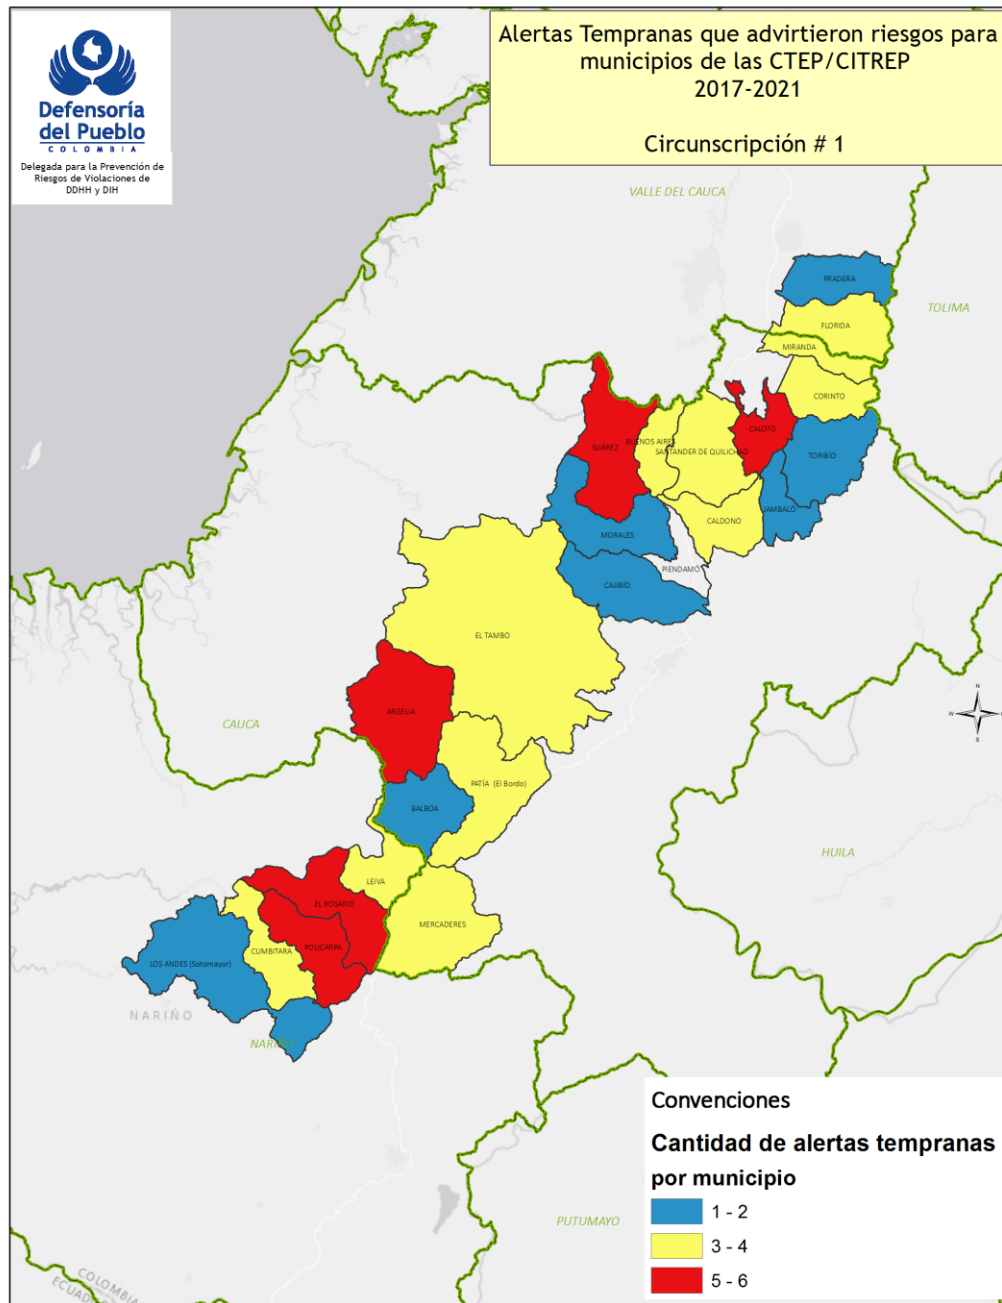 Defensoría
del Pueblo
COLOMBIA
Delegada para la Prevención de
Riesgos de Violaciones de
DDHH y DIH
Alertas Tempranas que advirtieron riesgos para
municipios de las CTEP/CITREP
2017-2021
Circunscripción # 1
VALLE DEL CAUCA
TOLIMA
PRADERA
FLORIDA
MIRANDA
CORINTO
CALOTO
SUÁREZ
BUENOS AIRES
SANTANDER DE QUILICHAO
TORIBÍO
JAMBALÓ
CALDONO
MORALES
PIENDAMÓ
CAJIBÍO
EL TAMBO
ARGELIA
CAUCA
N
W
S
PATÍA (El Bordo)
BALBOA
HUILA
LEIVA
EL ROSARIO
MERCADERES
POLICARPA
CUMBITARA
LOS ANDES (Sotomayor)
NARIÑO
NARIÑO
PUTUMAYO
COLOMBIA
Convenciones
Cantidad de alertas tempranas
por municipio
1 - 2
3 - 4
5 - 6